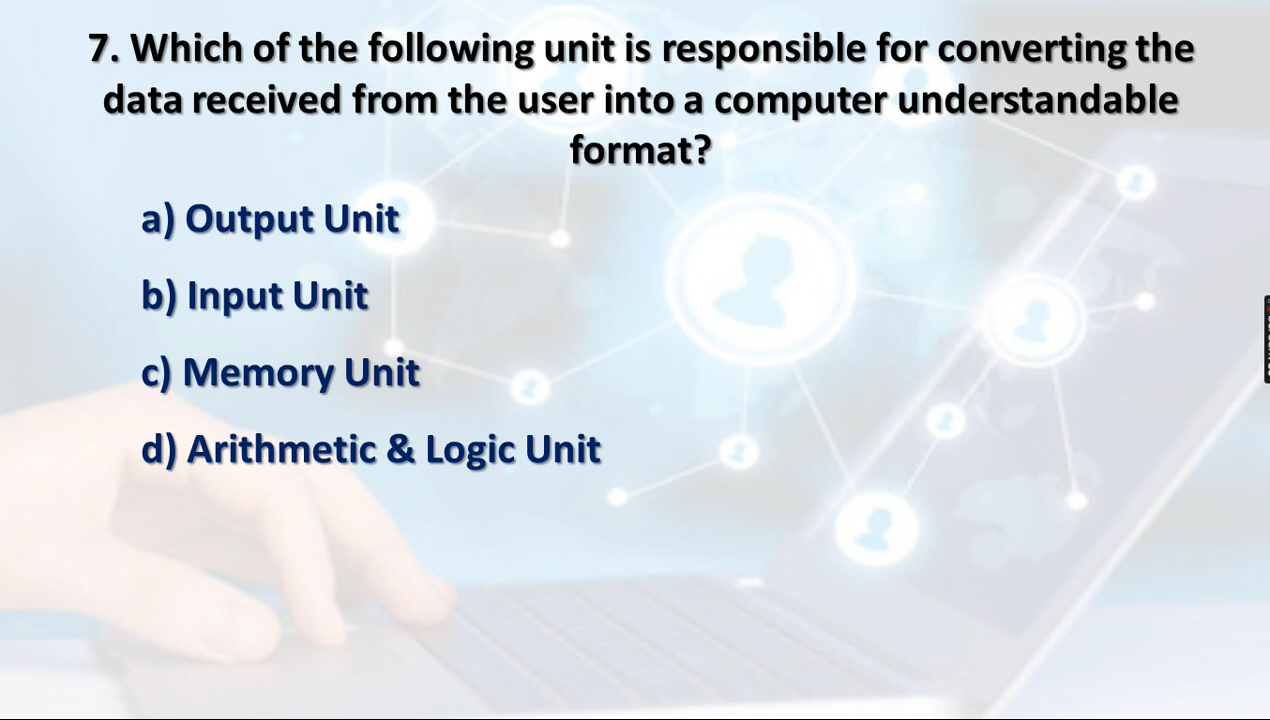 7. Which of the following unit is responsible for converting the
data received from the user into a computer understandable
format?
a) Output Unit
b) Input Unit
c) Memory Unit
d) Arithmetic & Logic Unit